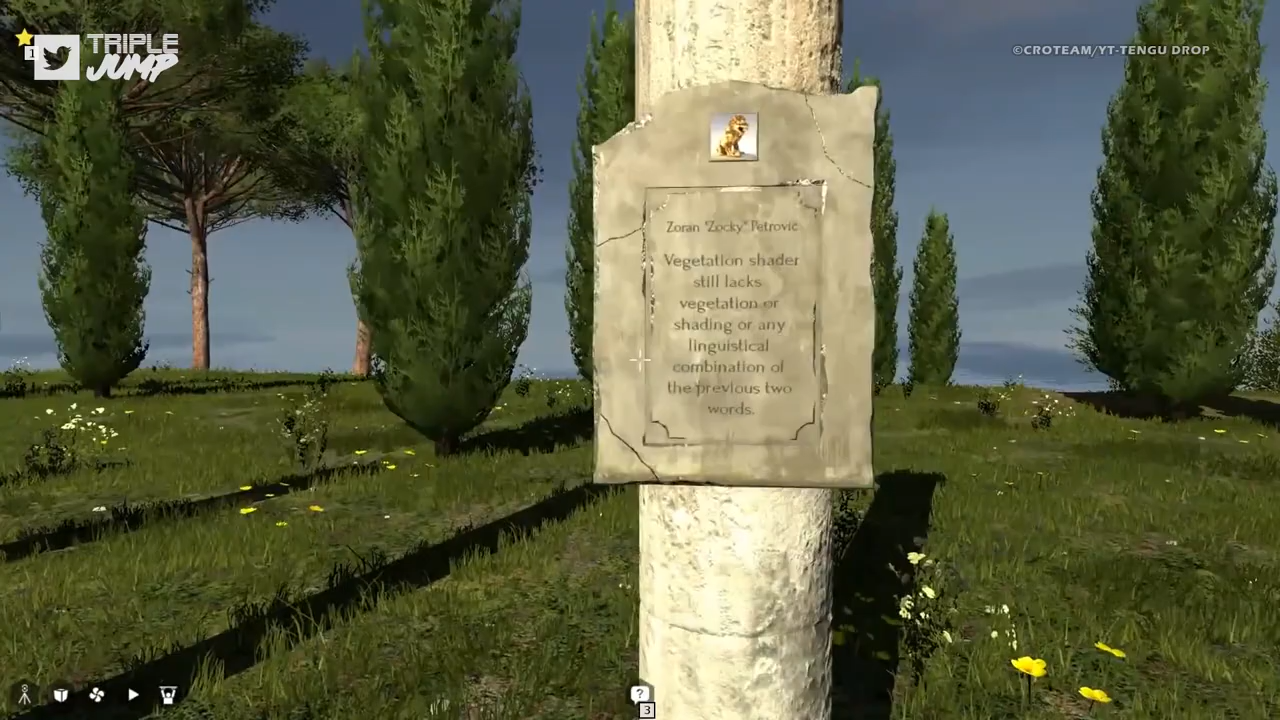 1
TRIPLE
JUMP
©CROTEAM/YT-TENGU DROP
Zoran "Zocky" Petrović
Vegetation shader
still lacks
vegetation or
shading or any
linguistical
combination of
the previous two
words.
?
3